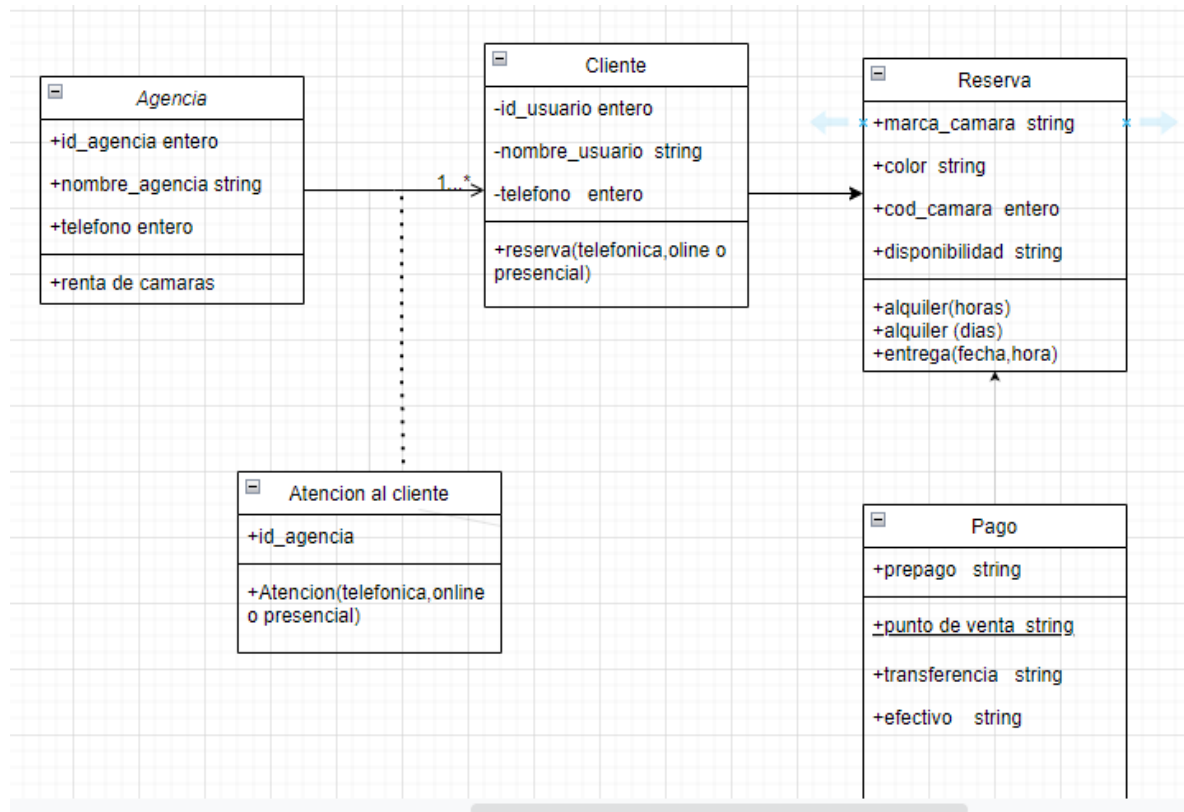 Agencia
+id_agencia entero
+nombre_agencia string
+telefono entero
+renta de camaras
1...*
Cliente
-id_usuario entero
-nombre_usuario string
-telefono entero
+reserva(telefonica,oline o
presencial)
Reserva
+marca_camara string
+color string
+cod_camara entero
+disponibilidad string
+alquiler(horas)
+alquiler (dias)
+entrega(fecha,hora)
Atencion al cliente
+id_agencia
+Atencion(telefonica,online
o presencial)
Pago
+prepago string
+punto de venta string
+transferencia string
+efectivo string